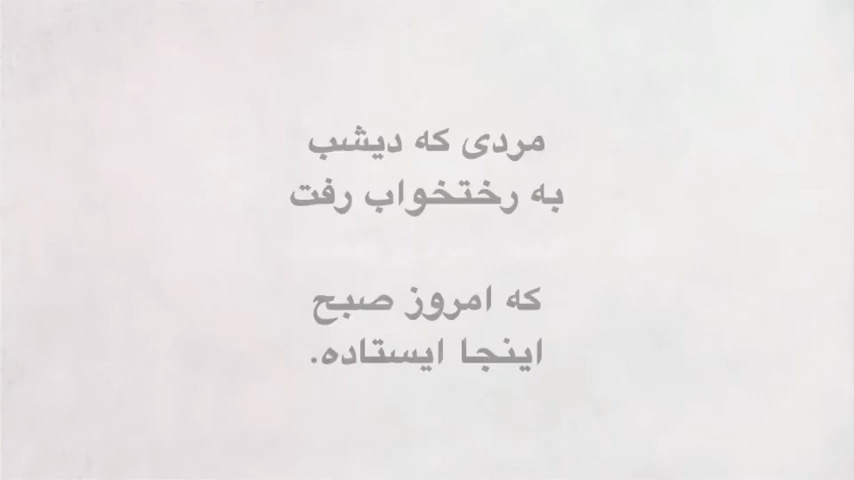 مردی که دیشب
به رختخواب رفت
که امروز صبح
اینجا ایستاده.